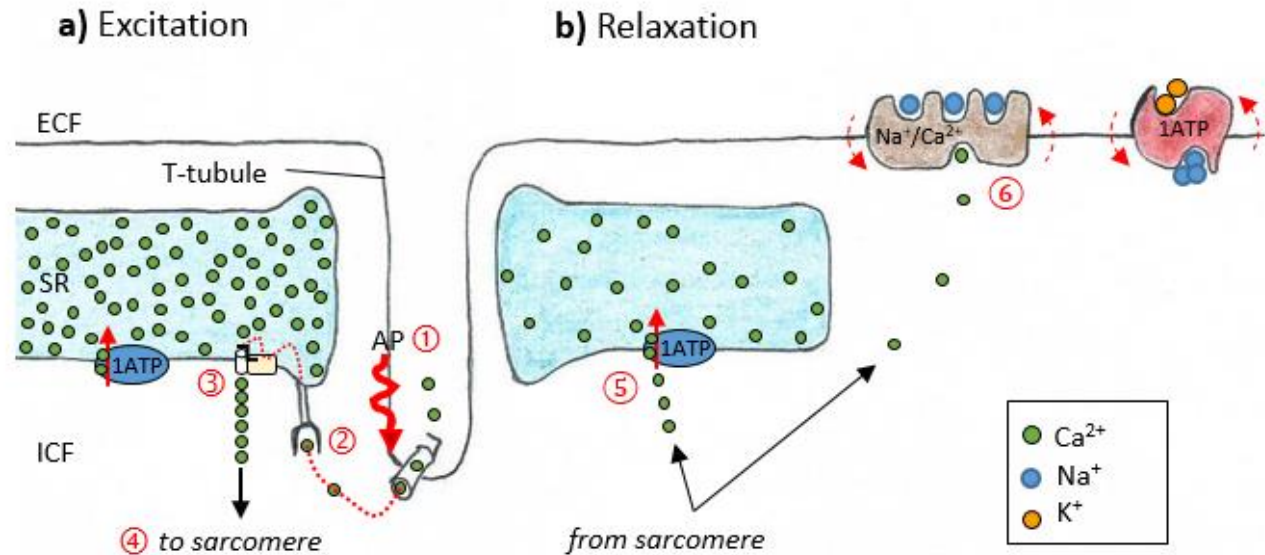 a) Excitation
b) Relaxation
ECF
T-tubule
Na⁺/Ca²⁺
1ATP
⑥
SR
AP ①
1ATP
1ATP
③
⑤
②
ICF
④ to sarcomere
from sarcomere
Ca²⁺
Na⁺
K⁺